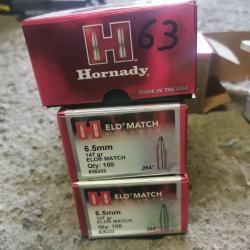 H
63
Hornady
MADE IN THE USA
H ELD® MATCH
6.5mm
147 gr
ELD® MATCH
Qty: 100
#26333
.264"
H ELD® MATCH
6.5mm
147 gr
ELD® MATCH
Qty: 100
#26333
.264"